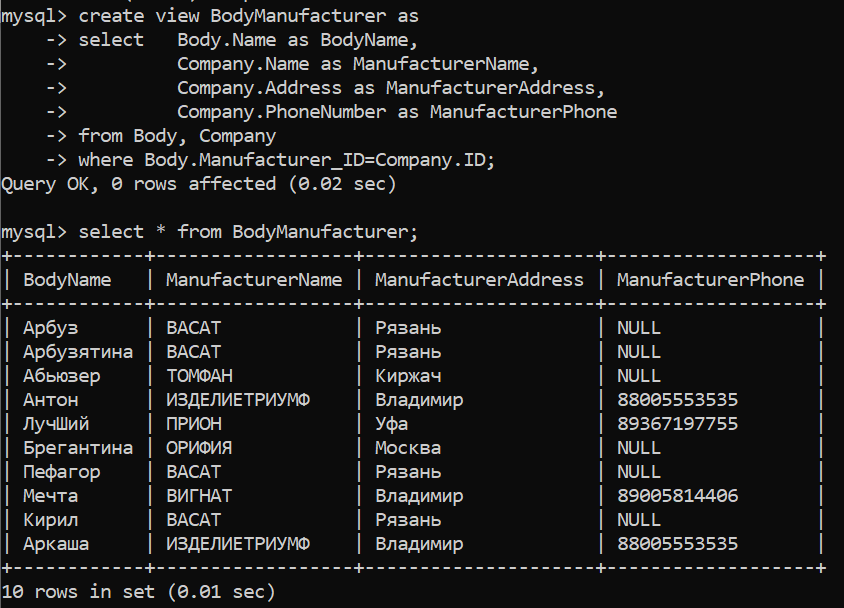 mysql> create view BodyManufacturer as
    -> select   Body.Name as BodyName,
    ->          Company.Name as ManufacturerName,
    ->          Company.Address as ManufacturerAddress,
    ->          Company.PhoneNumber as ManufacturerPhone
    -> from Body, Company
    -> where Body.Manufacturer_ID=Company.ID;
Query OK, 0 rows affected (0.02 sec)
mysql> select * from BodyManufacturer;
+------------+------------------+---------------------+-------------------+
| BodyName   | ManufacturerName | ManufacturerAddress | ManufacturerPhone |
+------------+------------------+---------------------+-------------------+
| Арбуз      | ВАСАТ            | Рязань              | NULL              |
| Арбузятина | ВАСАТ            | Рязань              | NULL              |
| Абьюзер    | ТОМФАН           | Киржач              | NULL              |
| Антон      | ИЗДЕЛИЕТРИУМФ    | Владимир            | 88005553535       |
| ЛучШий     | ПРИОН            | Уфа                 | 89367197755       |
| Брегантина | ОРИФИЯ           | Москва              | NULL              |
| Пефагор    | ВАСАТ            | Рязань              | NULL              |
| Мечта      | ВИГНАТ           | Владимир            | 89005814406       |
| Кирил      | ВАСАТ            | Рязань              | NULL              |
| Аркаша     | ИЗДЕЛИЕТРИУМФ    | Владимир            | 88005553535       |
+------------+------------------+---------------------+-------------------+
10 rows in set (0.01 sec)